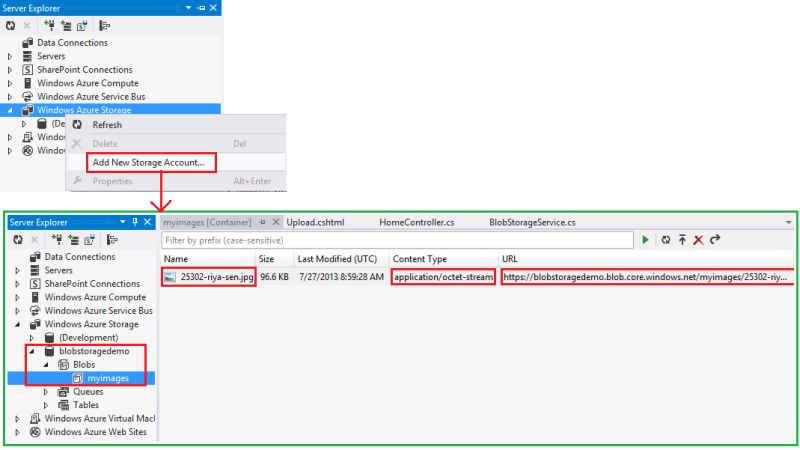 Server Explorer
Data Connections
Servers
SharePoint Connections
Windows Azure Compute
Windows Azure Service Bus
Windows Azure Storage
(De
Windo
Windo
Refresh
Delete Del
Add New Storage Account...
Properties Alt+Enter
Server Explorer
Data Connections
Servers
SharePoint Connections
Windows Azure Compute
Windows Azure Service Bus
Windows Azure Storage
(Development)
blobstoragedemo
Blobs
myimages
Queues
Tables
Windows Azure Virtual Macl
Windows Azure Web Sites
myimages [Container] Upload.cshtml HomeController.cs BlobStorageService.cs
Filter by prefix (case-sensitive)
Name Size Last Modified (UTC) Content Type URL
25302-riya-sen.jpg 96.6 KB 7/27/2013 8:59:28 AM application/octet-stream https://blobstoragedemo.blob.core.windows.net/myimages/25302-riy...